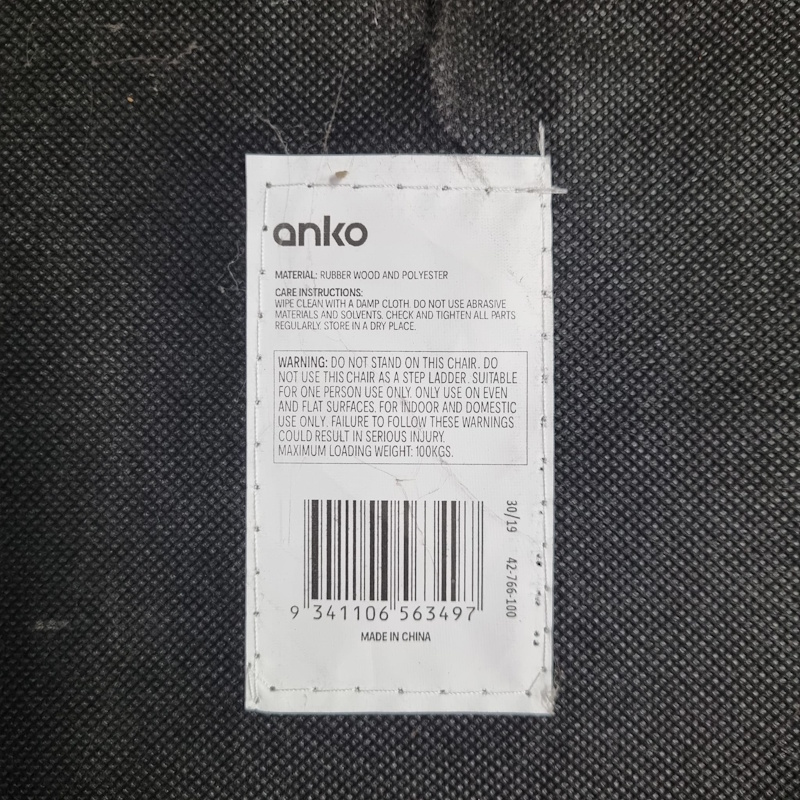 anko
MATERIAL: RUBBER WOOD AND POLYESTER
CARE INSTRUCTIONS:
WIPE CLEAN WITH A DAMP CLOTH. DO NOT USE ABRASIVE
MATERIALS AND SOLVENTS. CHECK AND TIGHTEN ALL PARTS
REGULARLY. STORE IN A DRY PLACE.
WARNING: DO NOT STAND ON THIS CHAIR. DO
NOT USE THIS CHAIR AS A STEP LADDER. SUITABLE
FOR ONE PERSON USE ONLY. ONLY USE ON EVEN
AND FLAT SURFACES. FOR INDOOR AND DOMESTIC
USE ONLY. FAILURE TO FOLLOW THESE WARNINGS
COULD RESULT IN SERIOUS INJURY.
MAXIMUM LOADING WEIGHT: 100KGS.
30/19 42-766-100
9 341106 563497
MADE IN CHINA